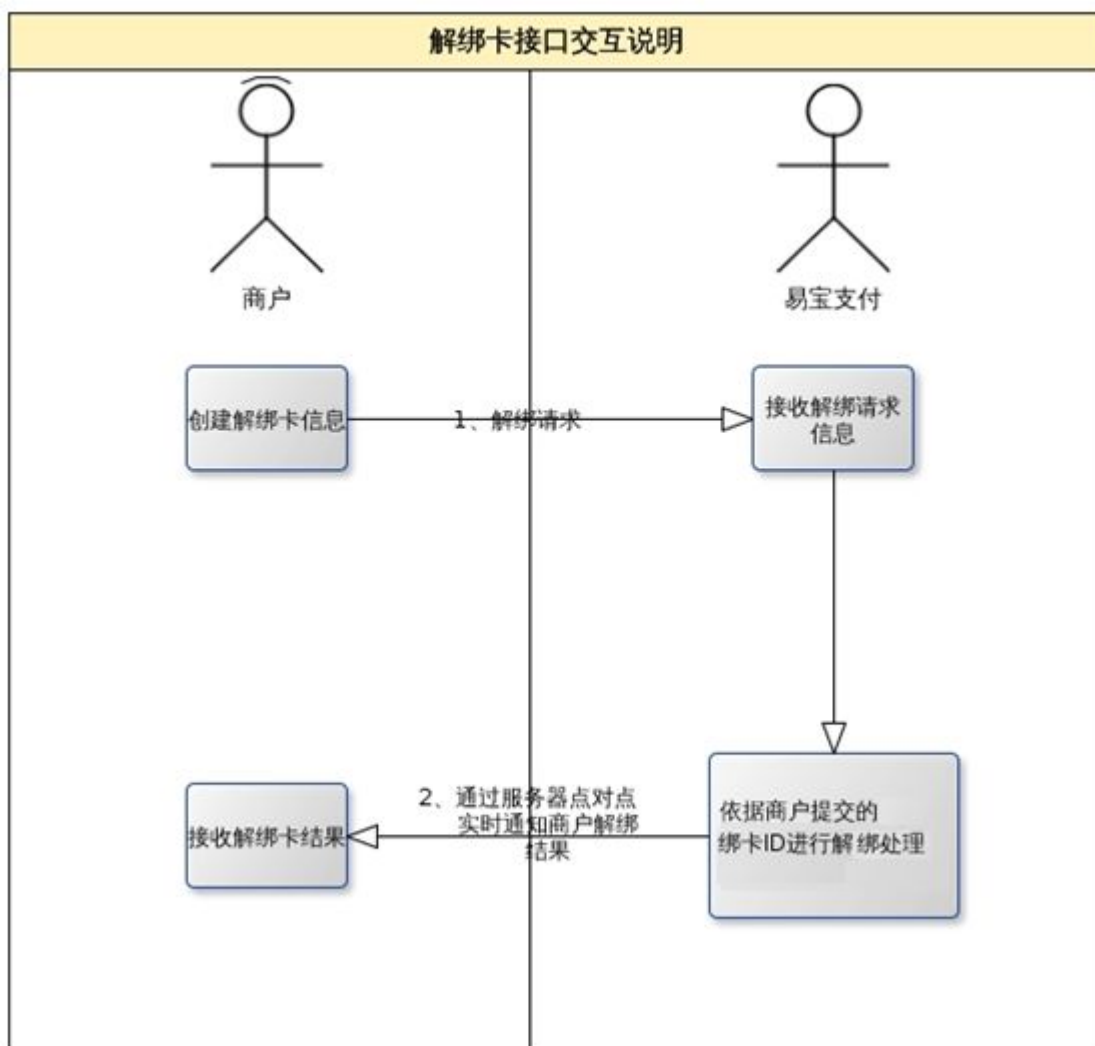 解绑卡接口交互说明
商户
易宝支付
创建解绑卡信息
1、解绑请求
接收解绑请求
信息
接收解绑卡结果
2、通过服务器点对点
实时通知商户解绑
结果
依据商户提交的
绑卡ID进行解 绑处理